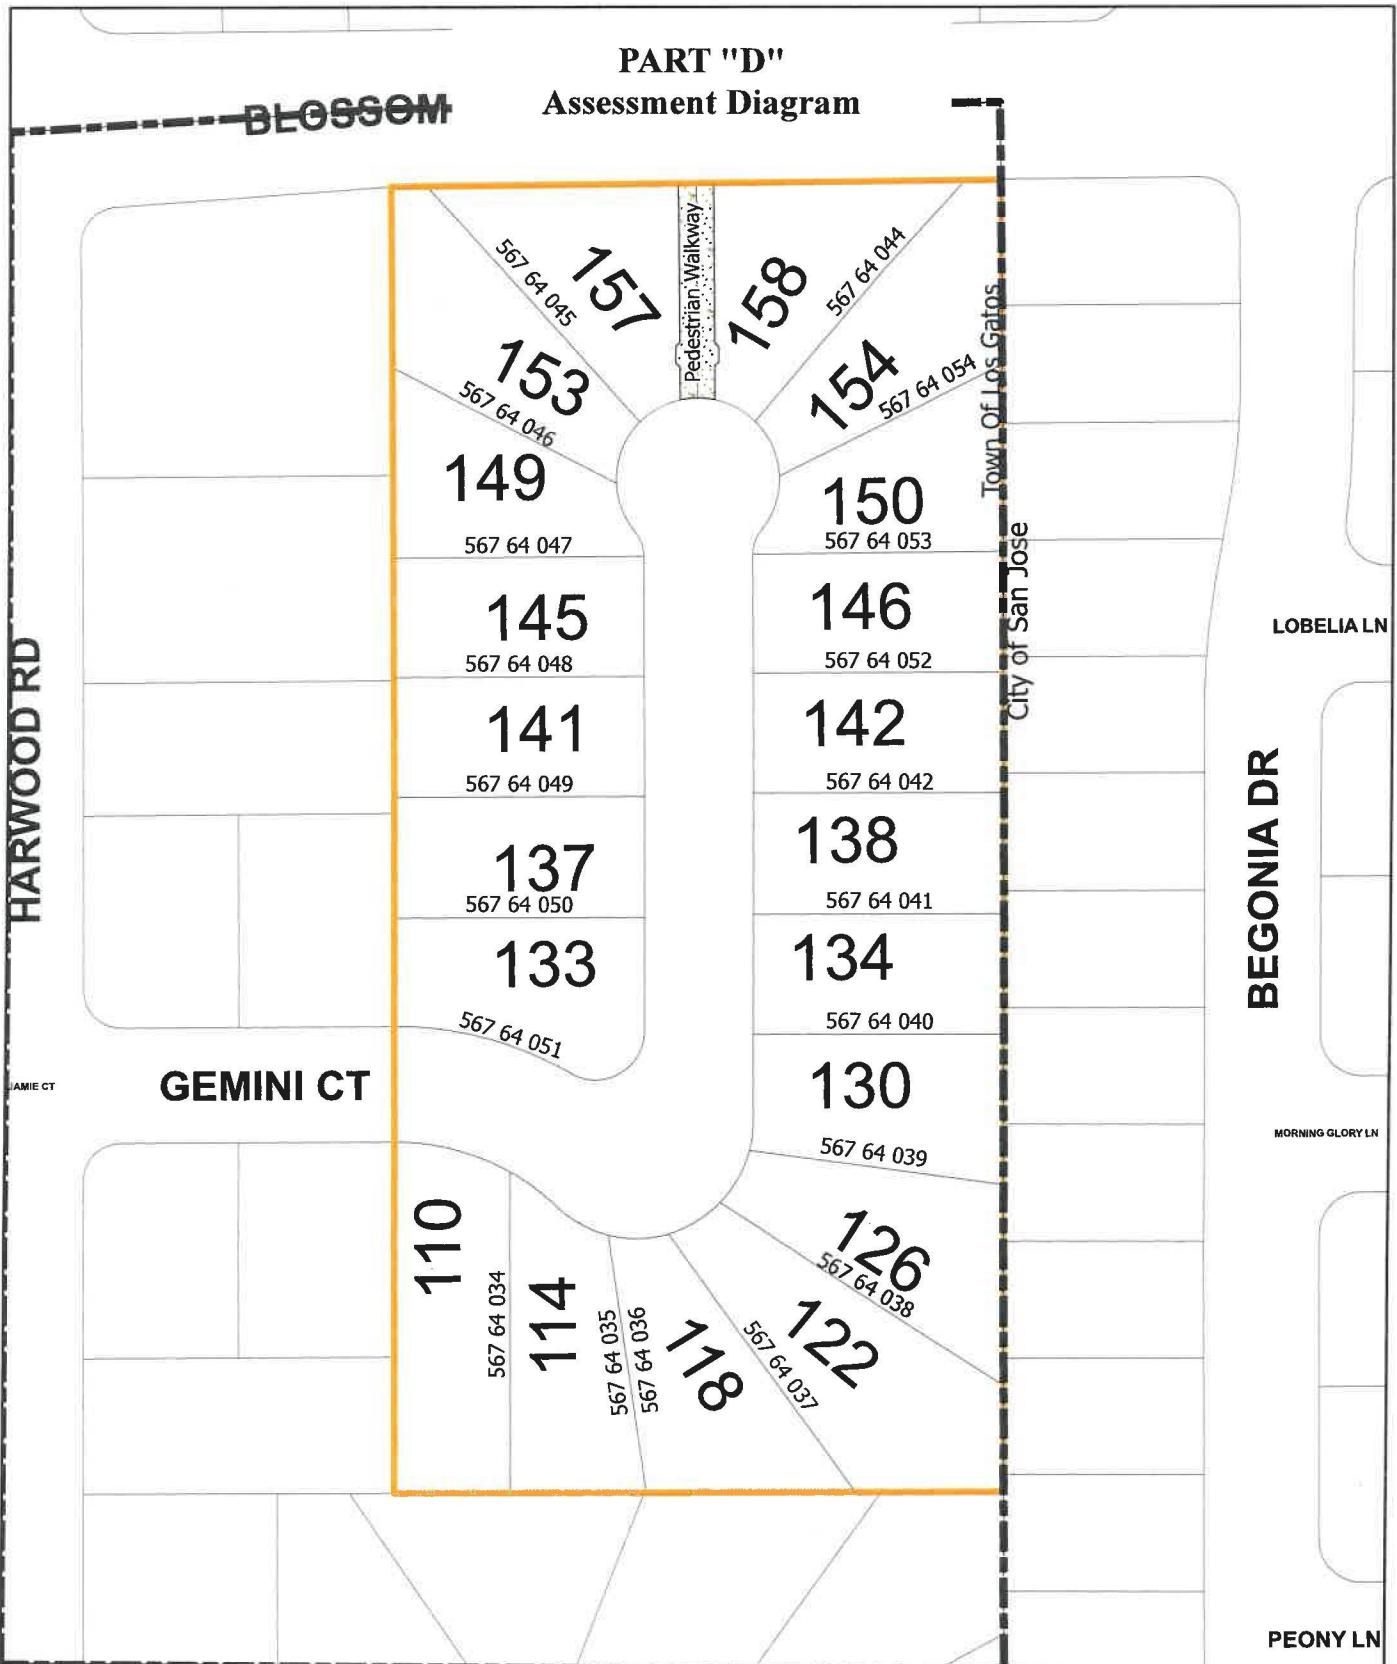 PART "D"
Assessment Diagram
BLOSSOM
Pedestrian Walkway
567 64 045
157
158
567 64 044
153
567 64 046
154
567 64 054
Town Of Los Gatos
149
567 64 047
150
567 64 053
City of San Jose
145
567 64 048
146
567 64 052
LOBELIA LN
HARWOOD RD
141
567 64 049
142
567 64 042
137
567 64 050
138
567 64 041
BEGONIA DR
133
567 64 051
134
567 64 040
JAMIE CT
GEMINI CT
130
567 64 039
MORNING GLORY LN
110
567 64 034
114
567 64 035
567 64 036
118
567 64 037
122
126
567 64 038
PEONY LN